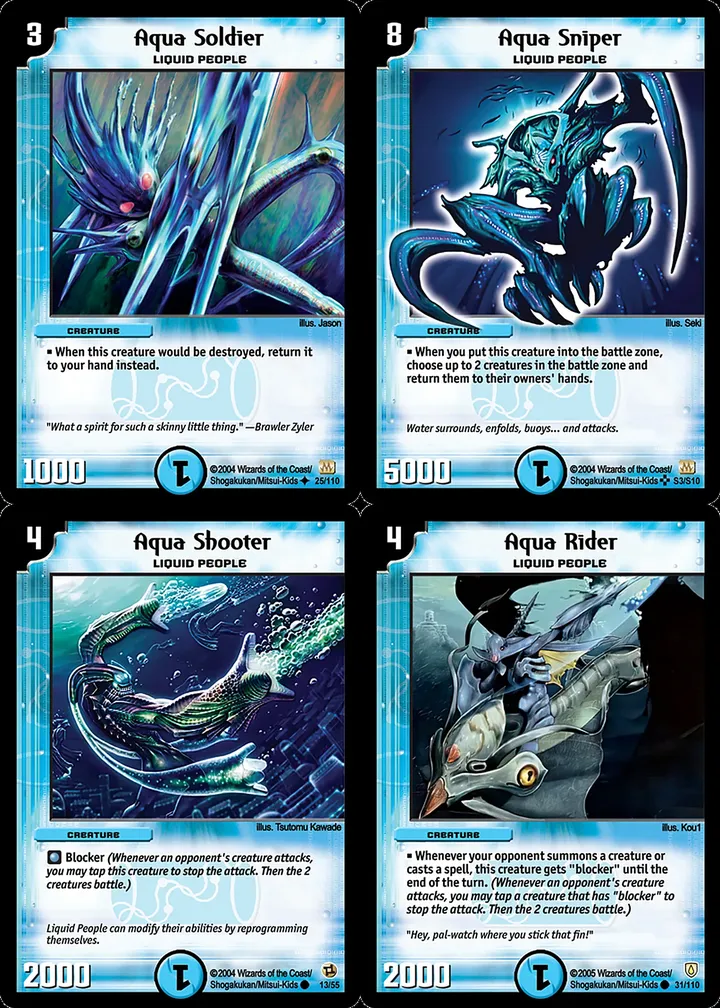 3
Aqua Soldier
LIQUID PEOPLE
illus. Jason
CREATURE
▪ When this creature would be destroyed, return it
to your hand instead.
"What a spirit for such a skinny little thing." —Brawler Zyler
1000
©2004 Wizards of the Coast/
Shogakukan/Mitsui-Kids 25/110
8
Aqua Sniper
LIQUID PEOPLE
illus. Seki
CREATURE
▪ When you put this creature into the battle zone,
choose up to 2 creatures in the battle zone and
return them to their owners' hands.
Water surrounds, enfolds, buoys... and attacks.
5000
©2004 Wizards of the Coast/
Shogakukan/Mitsui-Kids S3/S10
4
Aqua Shooter
LIQUID PEOPLE
illus. Tsutomu Kawade
CREATURE
Blocker (Whenever an opponent's creature attacks,
you may tap this creature to stop the attack. Then the 2
creatures battle.)
Liquid People can modify their abilities by reprogramming
themselves.
2000
©2004 Wizards of the Coast/
Shogakukan/Mitsui-Kids 13/55
4
Aqua Rider
LIQUID PEOPLE
illus. Kou1
CREATURE
▪ Whenever your opponent summons a creature or
casts a spell, this creature gets "blocker" until the
end of the turn. (Whenever an opponent's creature
attacks, you may tap a creature that has "blocker" to
stop the attack. Then the 2 creatures battle.)
"Hey, pal-watch where you stick that fin!"
2000
©2005 Wizards of the Coast/
Shogakukan/Mitsui-Kids 31/110